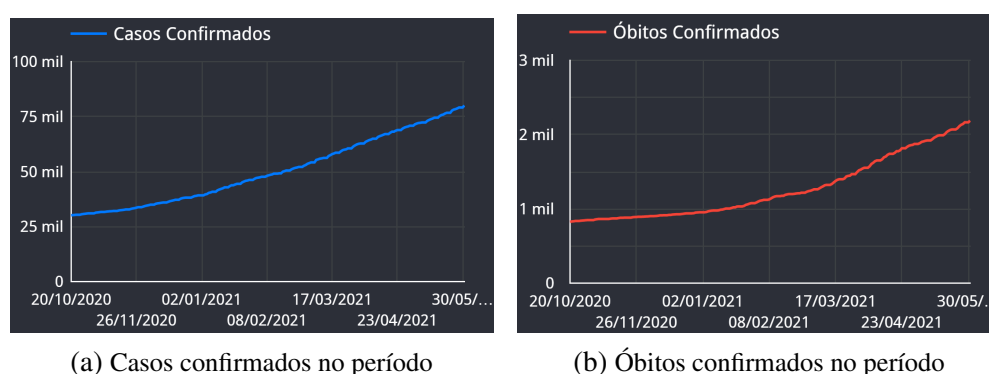 Casos Confirmados
100 mil
75 mil
50 mil
25 mil
0
20/10/2020 02/01/2021 17/03/2021 30/05/...
26/11/2020 08/02/2021 23/04/2021
(a) Casos confirmados no período
Óbitos Confirmados
3 mil
2 mil
1 mil
0
20/10/2020 02/01/2021 17/03/2021 30/05/..
26/11/2020 08/02/2021 23/04/2021
(b) Óbitos confirmados no período